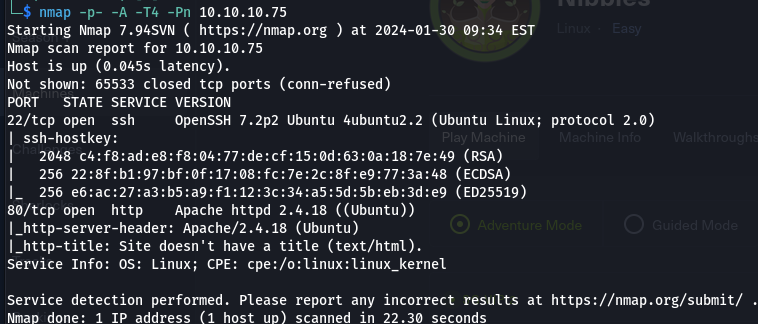 └─$ nmap -p- -A -T4 -Pn 10.10.10.75
Starting Nmap 7.94SVN ( https://nmap.org ) at 2024-01-30 09:34 EST
Nmap scan report for 10.10.10.75
Host is up (0.045s latency).
Not shown: 65533 closed tcp ports (conn-refused)
PORT   STATE SERVICE VERSION
22/tcp open  ssh     OpenSSH 7.2p2 Ubuntu 4ubuntu2.2 (Ubuntu Linux; protocol 2.0)
| ssh-hostkey:
|   2048 c4:f8:ad:e8:f8:04:77:de:cf:15:0d:63:0a:18:7e:49 (RSA)
|   256 22:8f:b1:97:bf:0f:17:08:fc:7e:2c:8f:e9:77:3a:48 (ECDSA)
|_  256 e6:ac:27:a3:b5:a9:f1:12:3c:34:a5:5d:5b:eb:3d:e9 (ED25519)
80/tcp open  http    Apache httpd 2.4.18 ((Ubuntu))
|_http-server-header: Apache/2.4.18 (Ubuntu)
|_http-title: Site doesn't have a title (text/html).
Service Info: OS: Linux; CPE: cpe:/o:linux:linux_kernel
Service detection performed. Please report any incorrect results at https://nmap.org/submit/ .
Nmap done: 1 IP address (1 host up) scanned in 22.30 seconds
Nibbles
Linux · Easy
Play Machine
Machine Info
Walkthroughs
Adventure Mode
Guided Mode